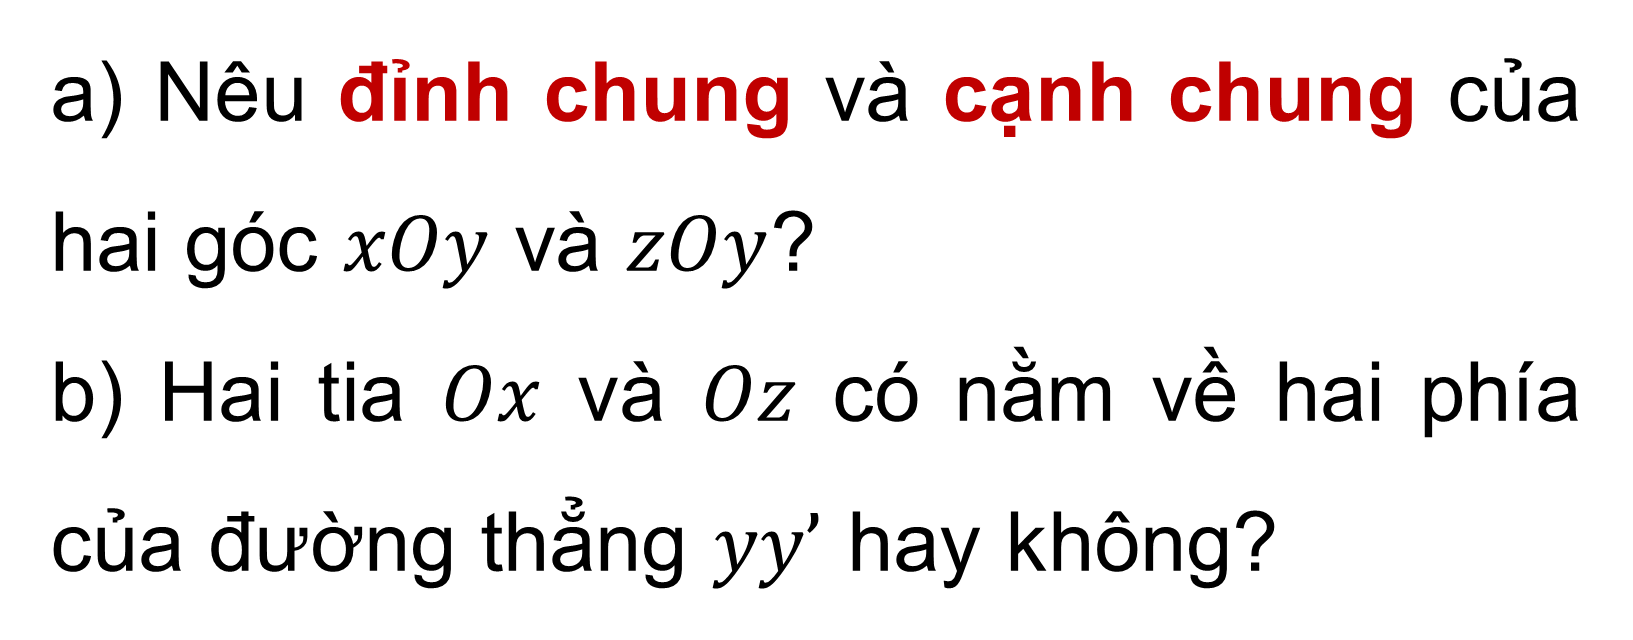 a) Nêu đỉnh chung và cạnh chung của
hai góc xOy và zOy?
b) Hai tia Ox và Oz có nằm về hai phía
của đường thẳng yy’ hay không?